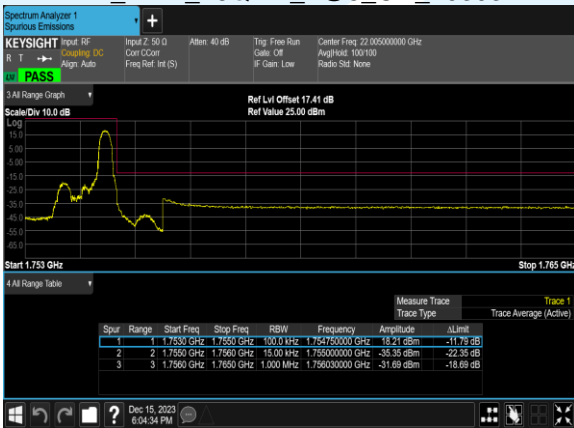 Spectrum Analyzer 1
Spurious Emissions
KEYSIGHT Input: RF Input Z: 50 Ω Atten: 40 dB Trig: Free Run Center Freq: 22.005000000 GHz
R T Coupling: DC Corr CCorr Gate: Off Avg|Hold: 100/100
Align: Auto Freq Ref: Int (S) IF Gain: Low Radio Std: None
PASS
3 All Range Graph
Ref Lvl Offset 17.41 dB
Scale/Div 10.0 dB Ref Value 25.00 dBm
Log
15.0
5.00
-5.00
-15.0
-25.0
-35.0
-45.0
-55.0
-65.0
Start 1.753 GHz Stop 1.765 GHz
4 All Range Table
Measure Trace Trace 1
Trace Type Trace Average (Active)
Spur Range Start Freq Stop Freq RBW Frequency Amplitude ΔLimit
1 1 1.7530 GHz 1.7550 GHz 100.0 kHz 1.754750000 GHz 18.21 dBm -11.79 dB
2 2 1.7550 GHz 1.7560 GHz 15.00 kHz 1.755000000 GHz -35.35 dBm -22.35 dB
3 3 1.7560 GHz 1.7650 GHz 1.000 MHz 1.756030000 GHz -31.69 dBm -18.69 dB
Dec 15, 2023
6:04:34 PM